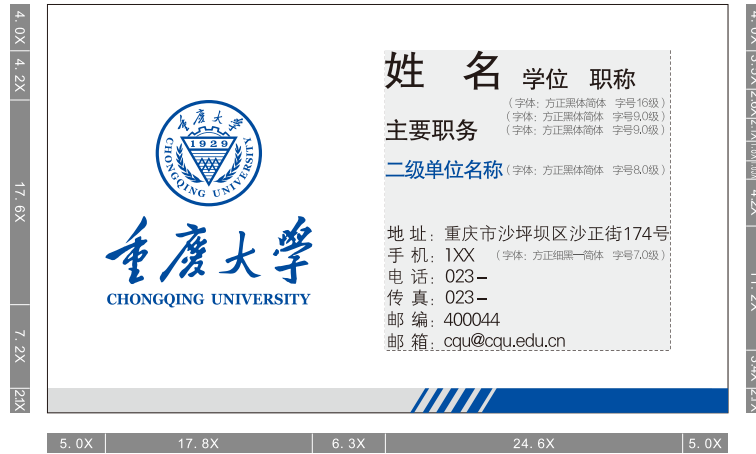 4.0X
4.2X
17.6X
7.2X
2.1X
重慶大學
1929
CHONGQING UNIVERSITY
重慶大學
CHONGQING UNIVERSITY
姓 名 学位 职称
（字体：方正黑体简体 字号16级）
（字体：方正黑体简体 字号9.0级）
主要职务（字体：方正黑体简体 字号9.0级）
二级单位名称（字体：方正黑体简体 字号8.0级）
地 址：重庆市沙坪坝区沙正街174号
手 机：1XX （字体：方正细黑一简体 字号7.0级）
电 话：023–
传 真：023–
邮 编：400044
邮 箱：cqu@cqu.edu.cn
5.0X 17.8X 6.3X 24.6X 5.0X